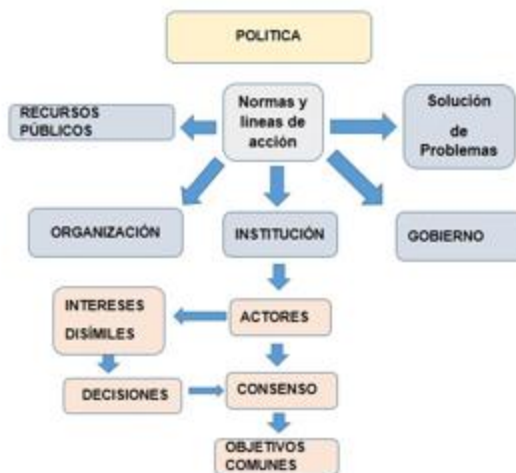 POLITICA
Normas y
lineas de
acción
RECURSOS
PÚBLICOS
Solución
de
Problemas
ORGANIZACIÓN
INSTITUCIÓN
GOBIERNO
INTERESES
DISÍMILES
ACTORES
DECISIONES
CONSENSO
OBJETIVOS
COMUNES